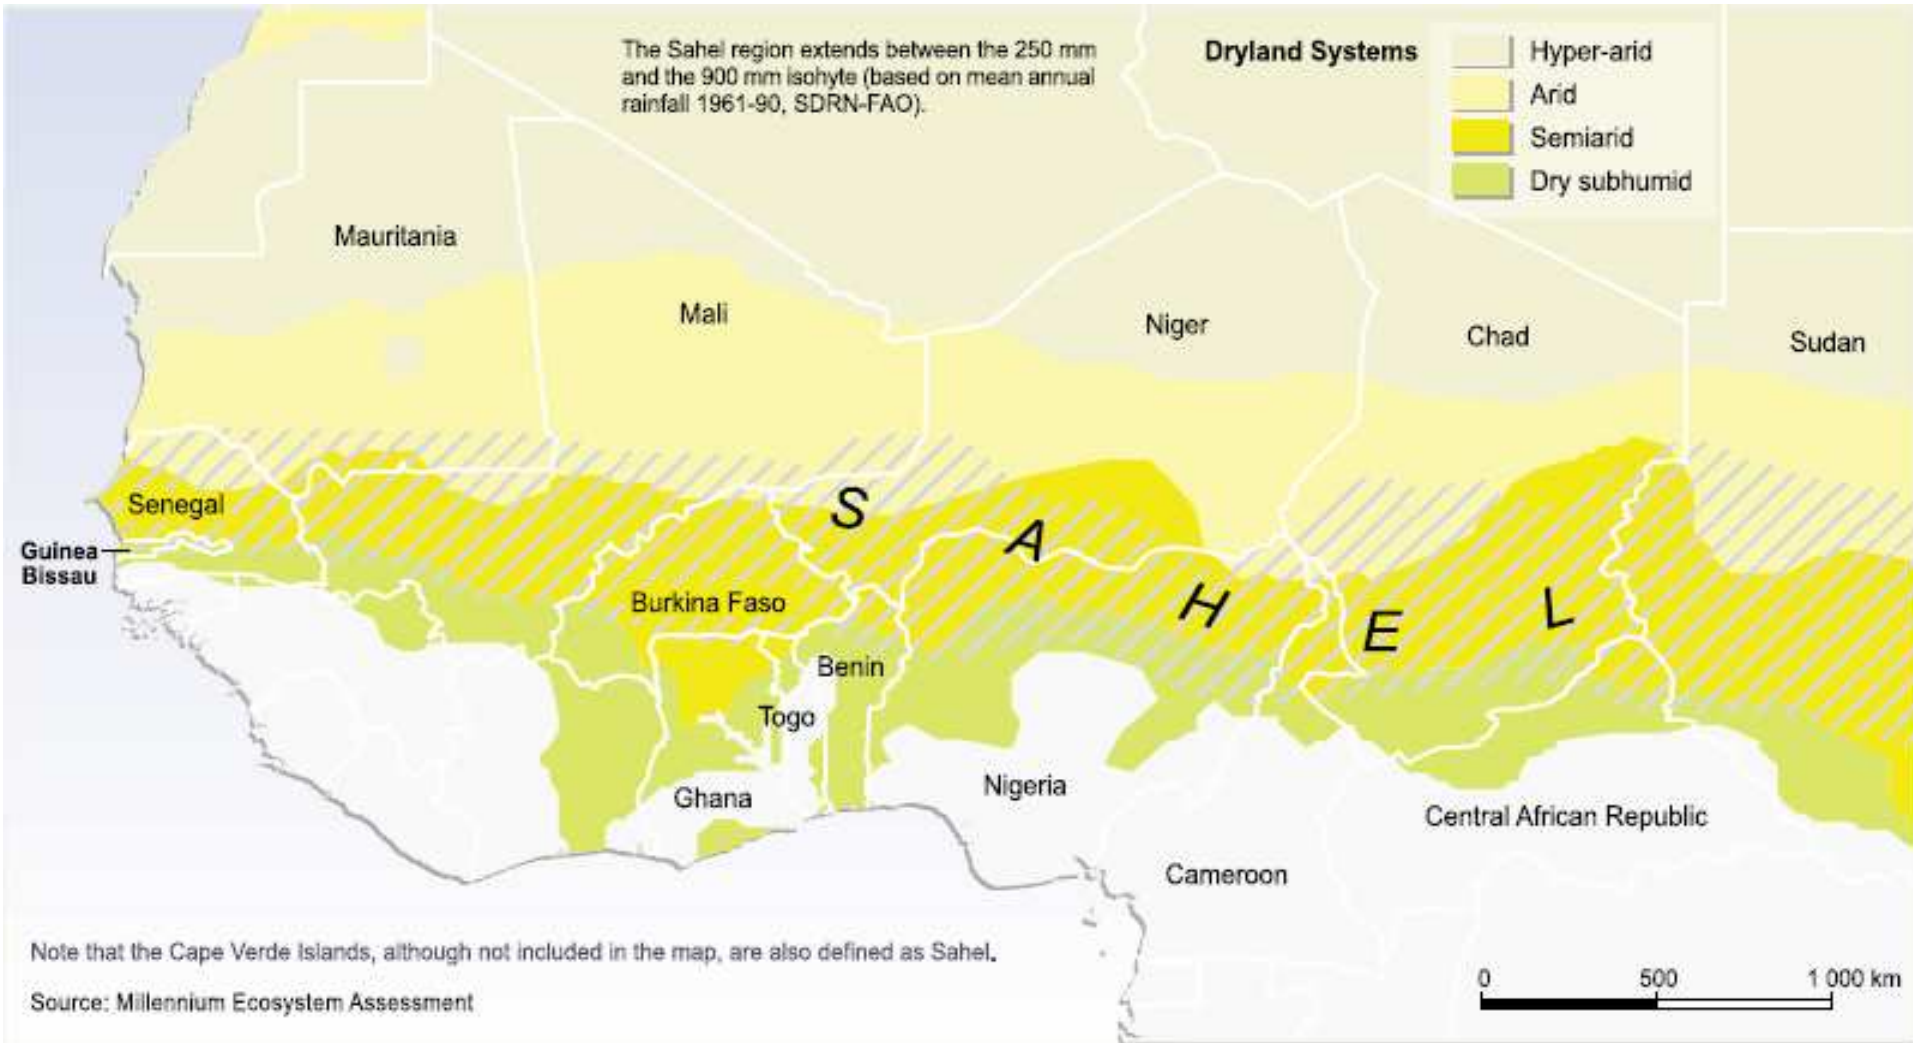 The Sahel region extends between the 250 mm
and the 900 mm isohyte (based on mean annual
rainfall 1961-90, SDRN-FAO).
Dryland Systems
Hyper-arid
Arid
Semiarid
Dry subhumid
Mauritania
Mali
Niger
Chad
Sudan
Senegal
Guinea
Bissau
S A H E L
Burkina Faso
Benin
Togo
Ghana
Nigeria
Central African Republic
Cameroon
Note that the Cape Verde Islands, although not included in the map, are also defined as Sahel.
Source: Millennium Ecosystem Assessment
0 500 1 000 km